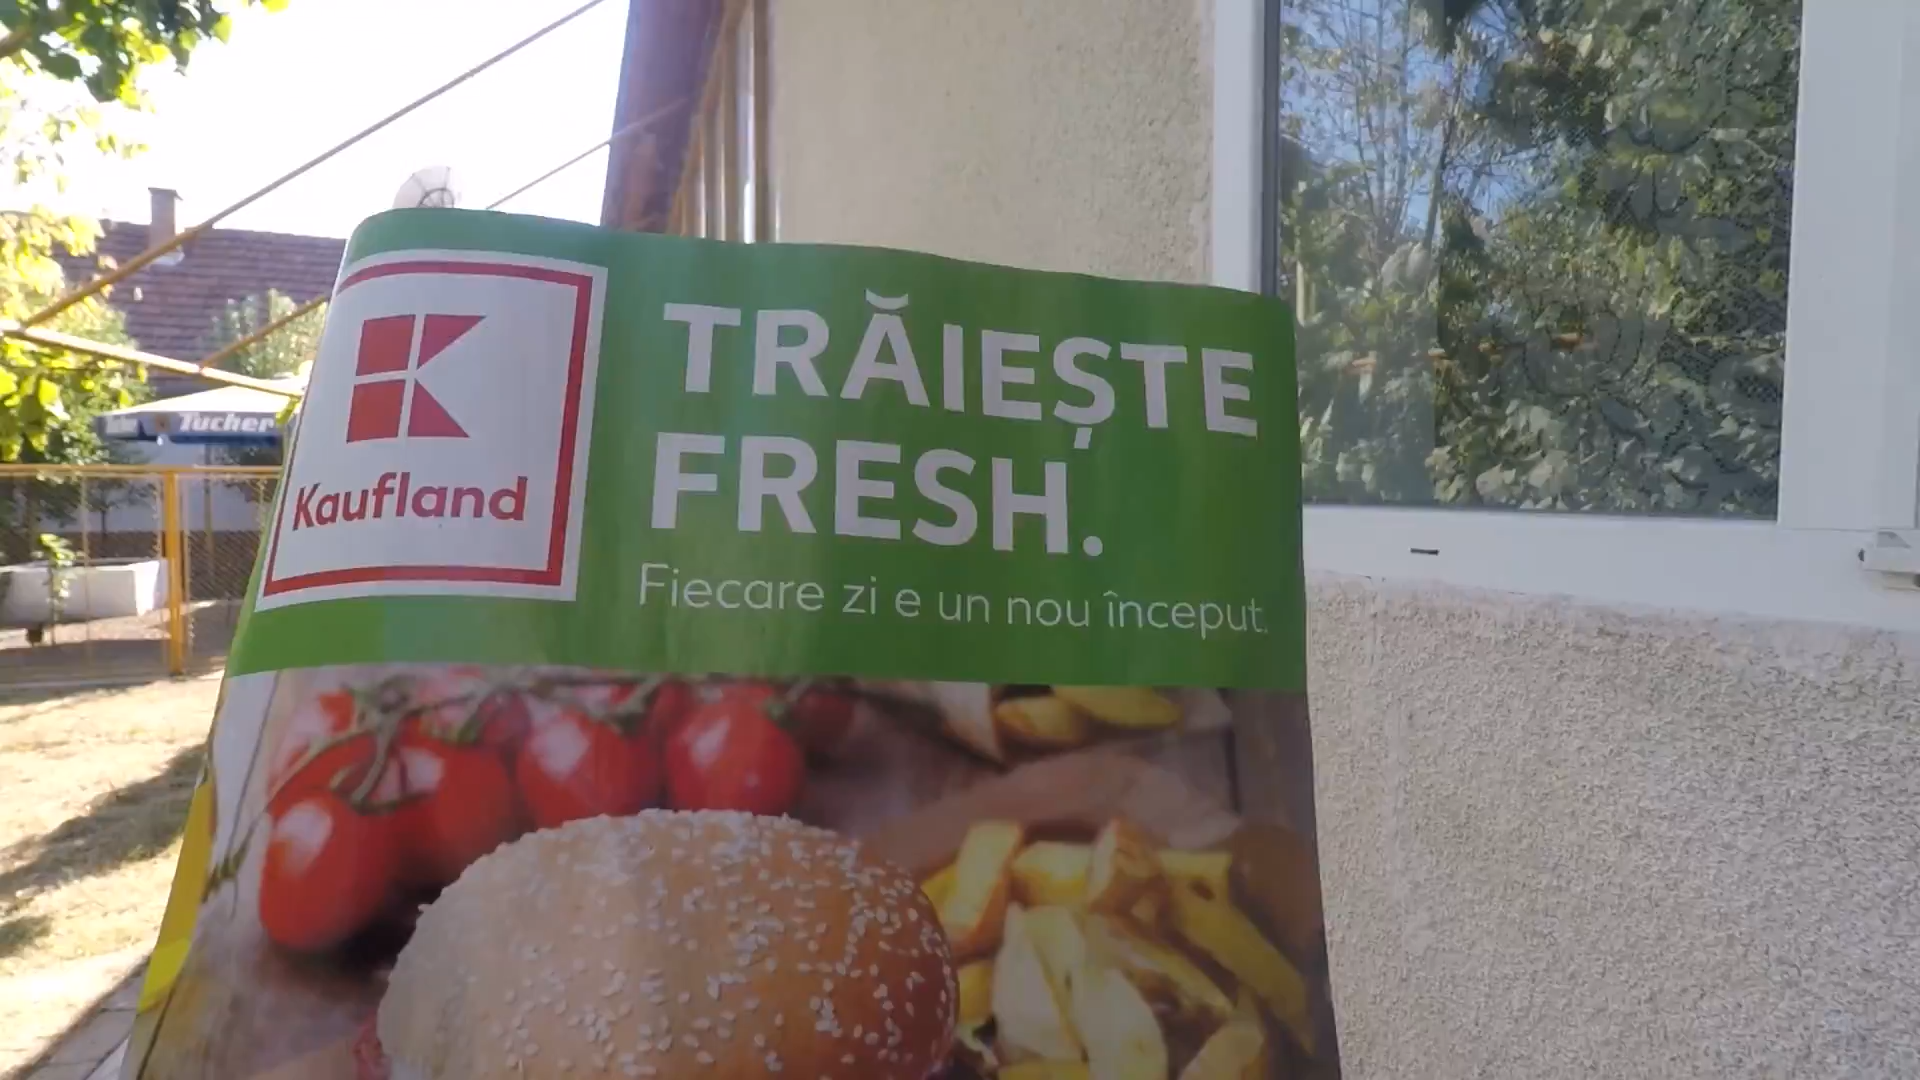 Tucher
Kaufland
TRĂIEȘTE
FRESH.
Fiecare zi e un nou început.